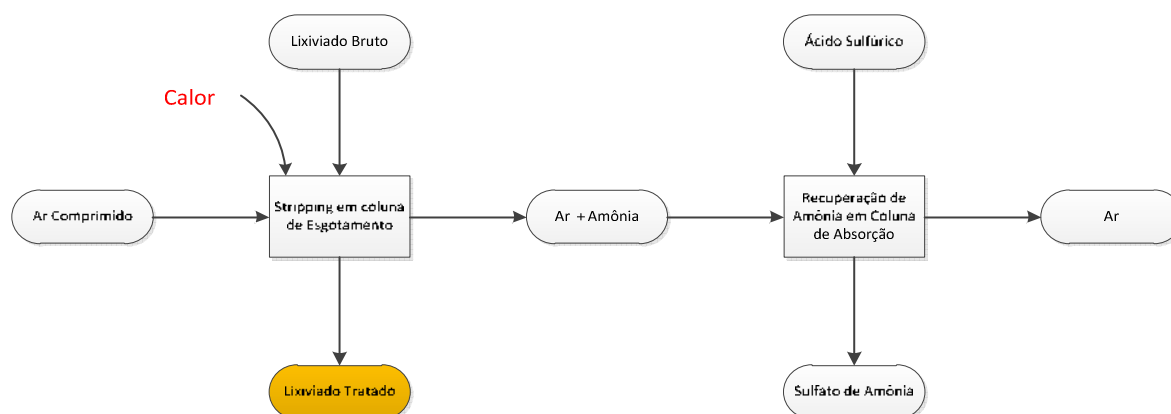 Lixiviado Bruto
Ácido Sulfúrico
Calor
Ar Comprimido
Stripping em coluna
de Esgotamento
Ar + Amônia
Recuperação de
Amônia em Coluna
de Absorção
Ar
Lixiviado Tratado
Sulfato de Amônia